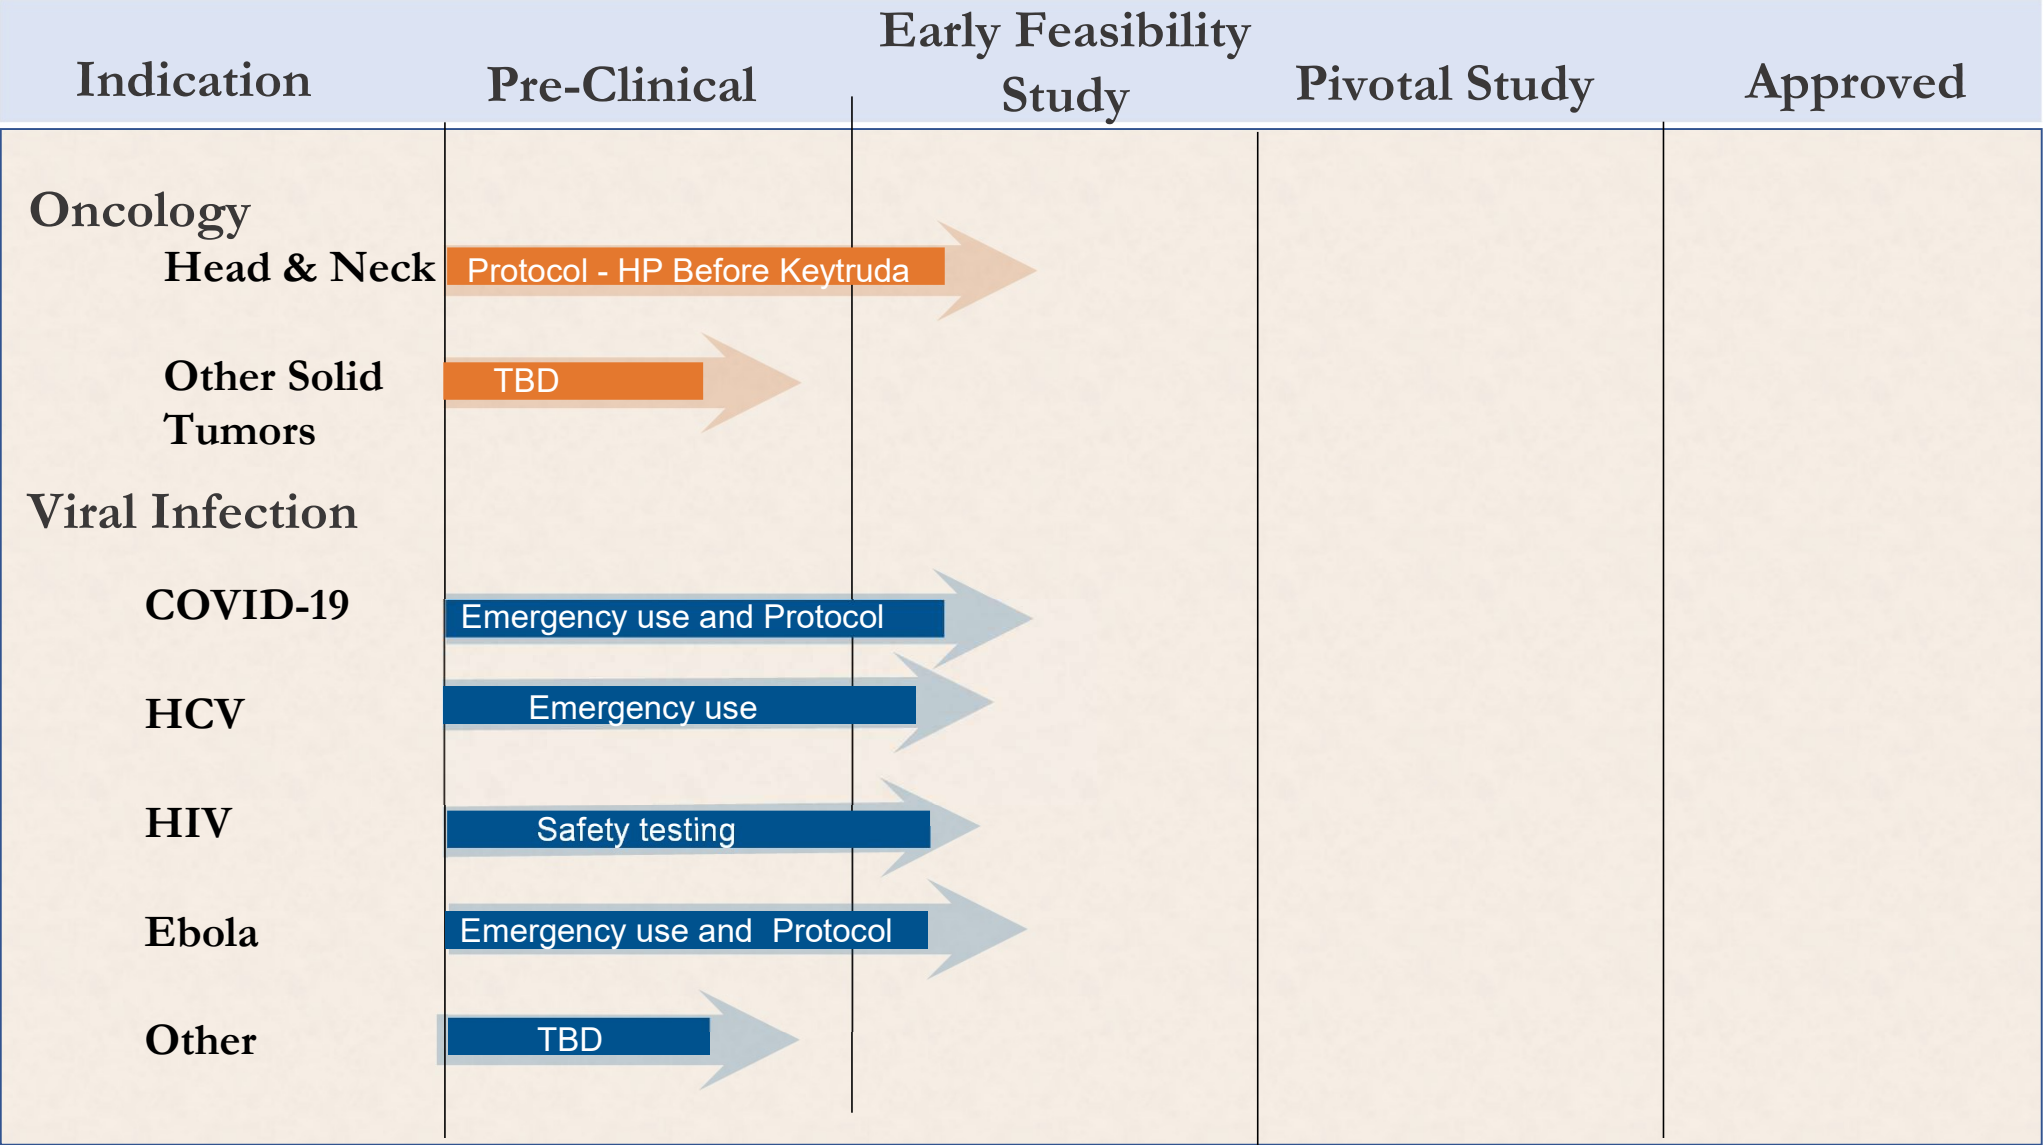 Indication
Pre-Clinical
Early Feasibility
Study
Pivotal Study
Approved
Oncology
Head & Neck
Protocol - HP Before Keytruda
Other Solid
Tumors
TBD
Viral Infection
COVID-19
Emergency use and Protocol
HCV
Emergency use
HIV
Safety testing
Ebola
Emergency use and  Protocol
Other
TBD